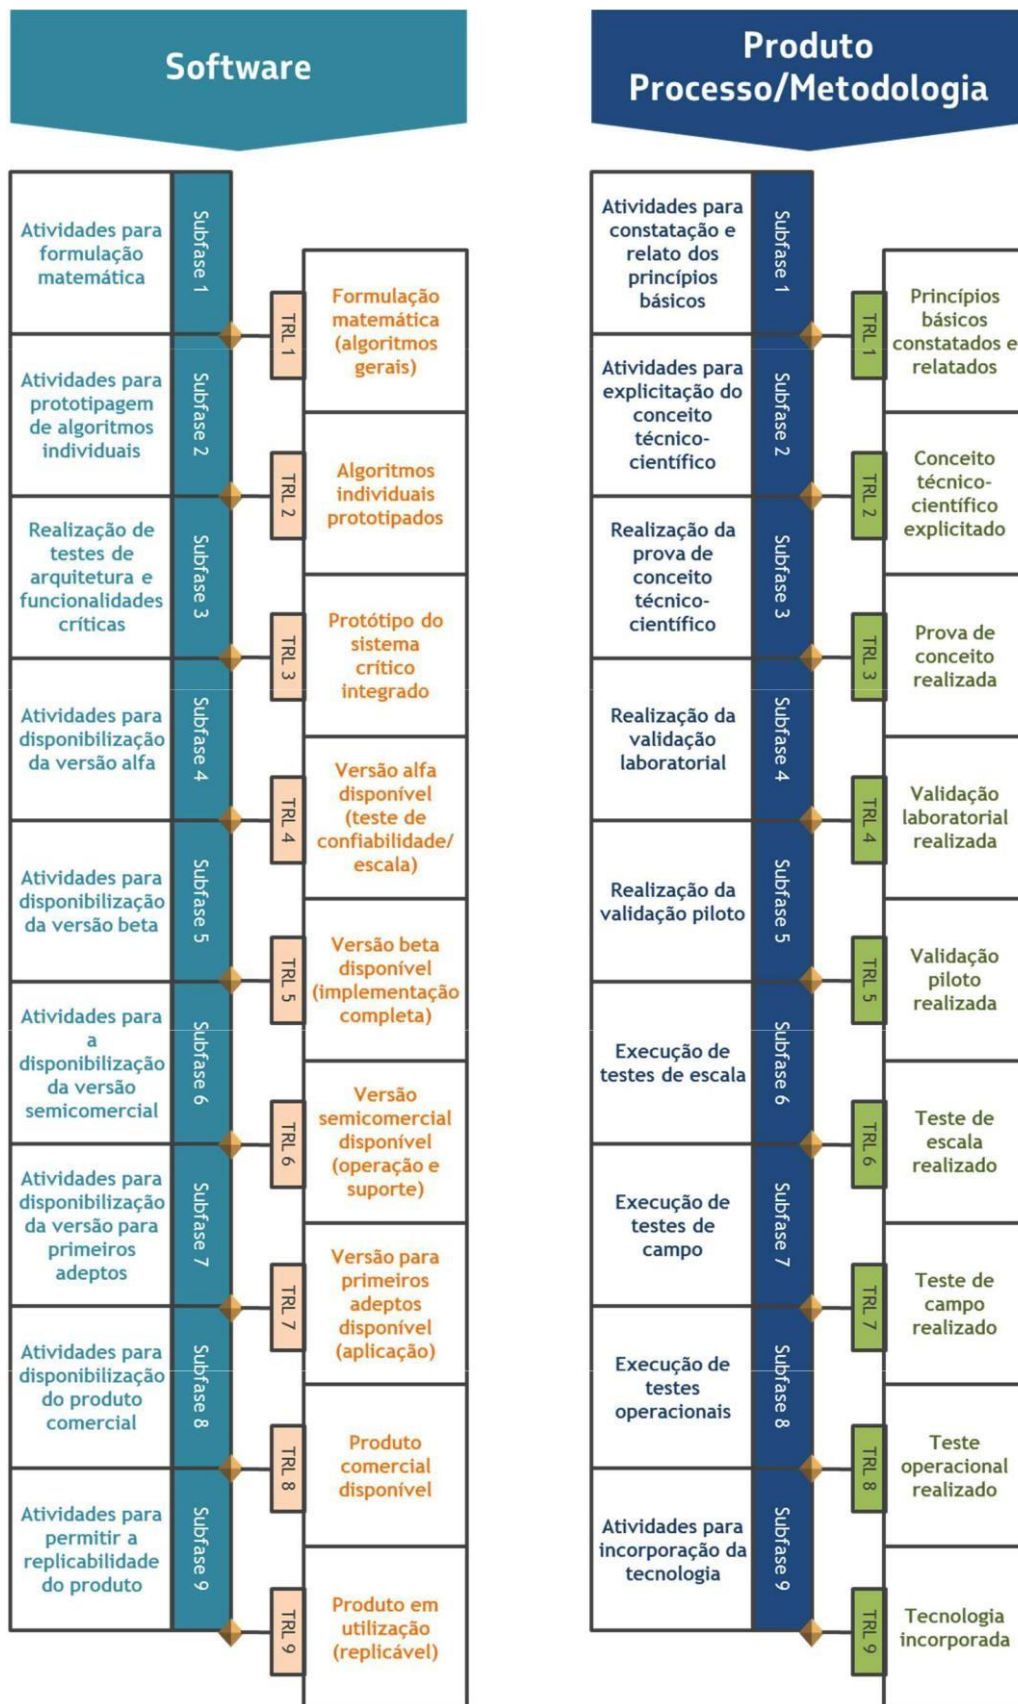 Software
Atividades para
formulação
matemática
Subfase 1
TRL 1
Formulação
matemática
(algoritmos
gerais)
Atividades para
prototipagem
de algoritmos
individuais
Subfase 2
TRL 2
Algoritmos
individuais
prototipados
Realização de
testes de
arquitetura e
funcionalidades
críticas
Subfase 3
TRL 3
Protótipo do
sistema
crítico
integrado
Atividades para
disponibilização
da versão alfa
Subfase 4
TRL 4
Versão alfa
disponível
(teste de
confiabilidade/
escala)
Atividades para
disponibilização
da versão beta
Subfase 5
TRL 5
Versão beta
disponível
(implementação
completa)
Atividades para
a
disponibilização
da versão
semicomercial
Subfase 6
TRL 6
Versão
semicomercial
disponível
(operação e
suporte)
Atividades para
disponibilização
da versão para
primeiros
adeptos
Subfase 7
TRL 7
Versão para
primeiros
adeptos
disponível
(aplicação)
Atividades para
disponibilização
do produto
comercial
Subfase 8
TRL 8
Produto
comercial
disponível
Atividades para
permitir a
replicabilidade
do produto
Subfase 9
TRL 9
Produto em
utilização
(replicável)
Produto
Processo/Metodologia
Atividades para
constatação e
relato dos
princípios
básicos
Subfase 1
TRL 1
Princípios
básicos
constatados e
relatados
Atividades para
explicitação do
conceito
técnico-
científico
Subfase 2
TRL 2
Conceito
técnico-
científico
explicitado
Realização da
prova de
conceito
técnico-
científico
Subfase 3
TRL 3
Prova de
conceito
realizada
Realização da
validação
laboratorial
Subfase 4
TRL 4
Validação
laboratorial
realizada
Realização da
validação piloto
Subfase 5
TRL 5
Validação
piloto
realizada
Execução de
testes de escala
Subfase 6
TRL 6
Teste de
escala
realizado
Execução de
testes de
campo
Subfase 7
TRL 7
Teste de
campo
realizado
Execução de
testes
operacionais
Subfase 8
TRL 8
Teste
operacional
realizado
Atividades para
incorporação da
tecnologia
Subfase 9
TRL 9
Tecnologia
incorporada